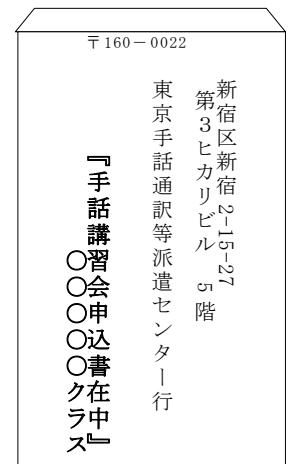 〒160－0022
新宿区新宿 2-15-27
第３ヒカリビル　5 階
東京手話通訳等派遣センター行
『手話講習会申込書在中』
○○○○○クラス